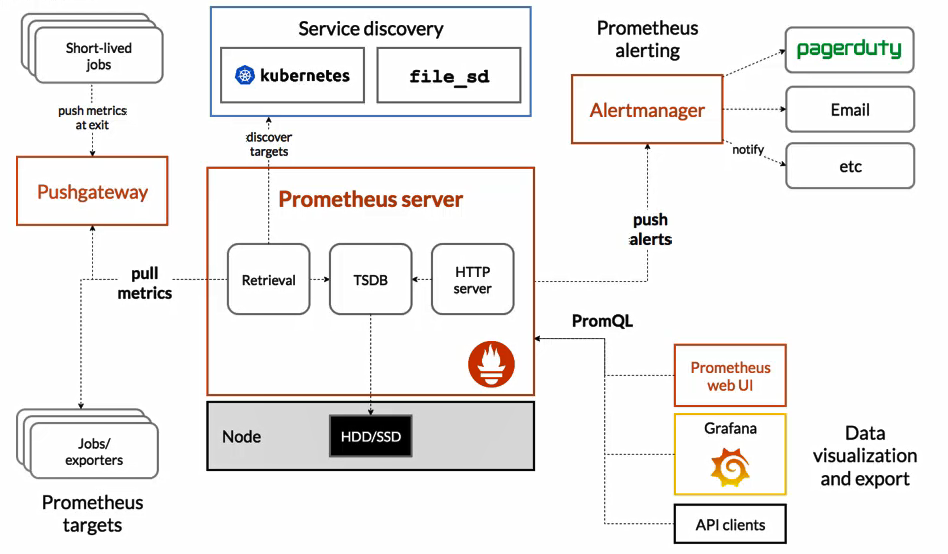 Short-lived
jobs
push metrics
at exit
Pushgateway
Service discovery
kubernetes
file_sd
discover
targets
Prometheus
alerting
Alertmanager
pagerduty
Email
notify
etc
Prometheus server
Retrieval
TSDB
HTTP
server
pull
metrics
push
alerts
PromQL
Node
HDD/SSD
Jobs/
exporters
Prometheus
targets
Prometheus
web UI
Grafana
API clients
Data
visualization
and export